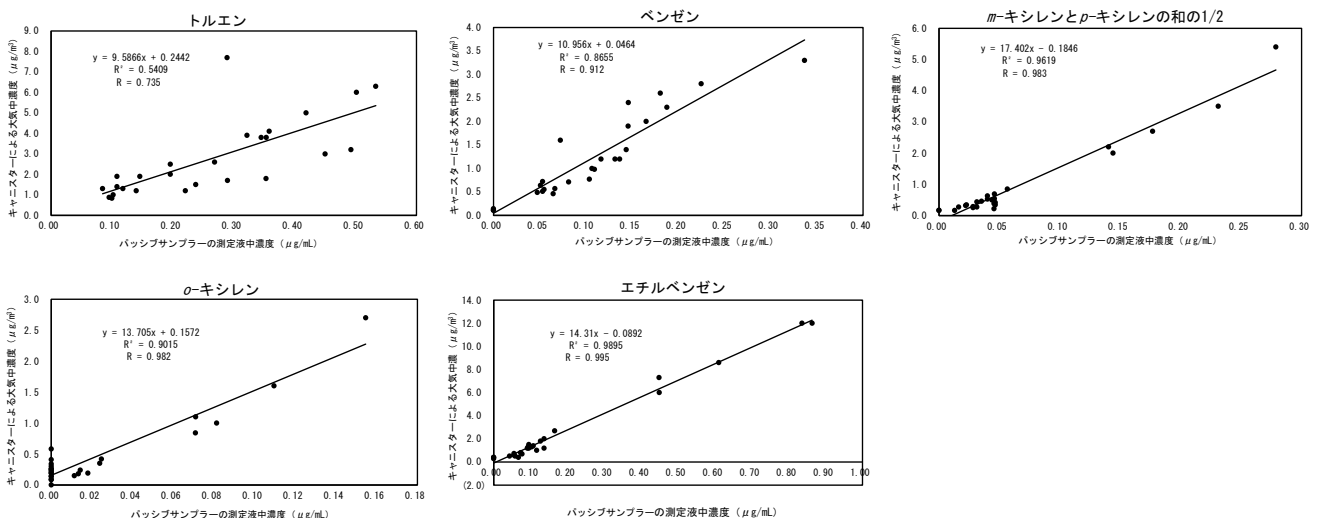 トルエン
キャニスターによる大気中濃度（μg/m³）
9.0
8.0
7.0
6.0
5.0
4.0
3.0
2.0
1.0
0.0
y = 9.5866x + 0.2442
R² = 0.5409
R = 0.735
0.00 0.10 0.20 0.30 0.40 0.50 0.60
パッシブサンプラーの測定液中濃度（μg/mL）
ベンゼン
キャニスターによる大気中濃度（μg/m³）
4.0
3.5
3.0
2.5
2.0
1.5
1.0
0.5
0.0
y = 10.956x + 0.0464
R² = 0.8655
R = 0.912
0.00 0.05 0.10 0.15 0.20 0.25 0.30 0.35 0.40
パッシブサンプラーの測定液中濃度（μg/mL）
m-キシレンとp-キシレンの和の1/2
キャニスターによる大気中濃度（μg/m³）
6.0
5.0
4.0
3.0
2.0
1.0
0.0
y = 17.402x - 0.1846
R² = 0.9619
R = 0.983
0.00 0.05 0.10 0.15 0.20 0.25 0.30
パッシブサンプラーの測定液中濃度（μg/mL）
o-キシレン
キャニスターによる大気中濃度（μg/m³）
3.0
2.5
2.0
1.5
1.0
0.5
0.0
y = 13.705x + 0.1572
R² = 0.9015
R = 0.982
0.00 0.02 0.04 0.06 0.08 0.10 0.12 0.14 0.16 0.18
パッシブサンプラーの測定液中濃度（μg/mL）
エチルベンゼン
キャニスターによる大気中濃（μg/m³）
14.0
12.0
10.0
8.0
6.0
4.0
2.0
0.0
(2.0)
y = 14.31x - 0.0892
R² = 0.9895
R = 0.995
0.00 0.10 0.20 0.30 0.40 0.50 0.60 0.70 0.80 0.90 1.00
パッシブサンプラーの測定液中濃度（μg/mL）